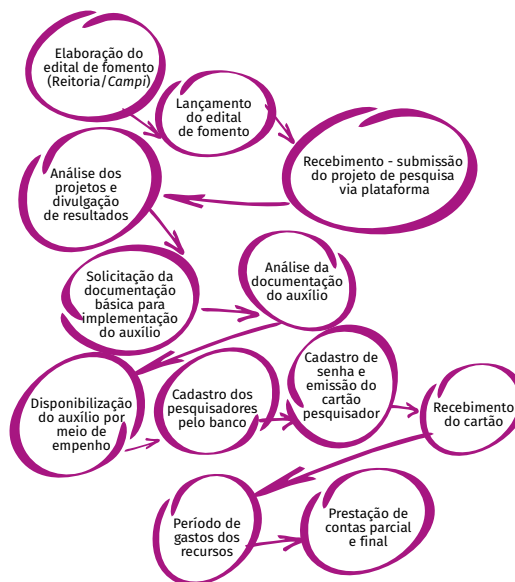 Elaboração do
edital de fomento
(Reitoria/Campi)
Lançamento
do edital
de fomento
Recebimento - submissão
do projeto de pesquisa
via plataforma
Análise dos
projetos e
divulgação
de resultados
Solicitação da
documentação
básica para
implementação
do auxílio
Análise da
documentação
do auxílio
Disponibilização
do auxílio por
meio de
empenho
Cadastro dos
pesquisadores
pelo banco
Cadastro de
senha e
emissão do
cartão
pesquisador
Recebimento
do cartão
Período de
gastos dos
recursos
Prestação de
contas parcial
e final